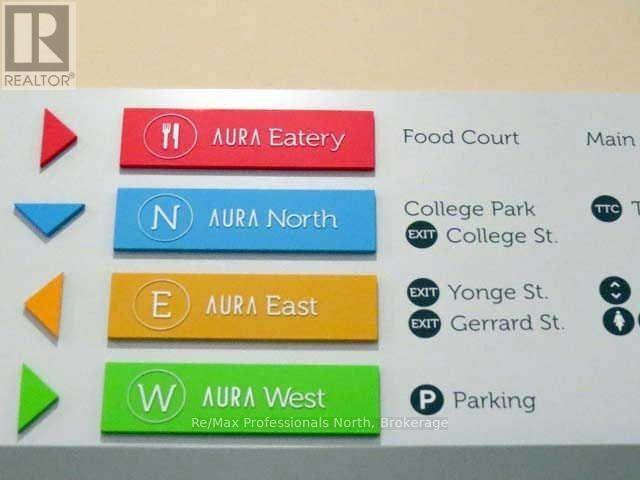 R
REALTOR®
AURA Eatery Food Court Main
N AURA North College Park TTC T
EXIT College St.
E AURA East EXIT Yonge St.
EXIT Gerrard St.
W AURA West P Parking
Re/Max Professionals North, Brokerage